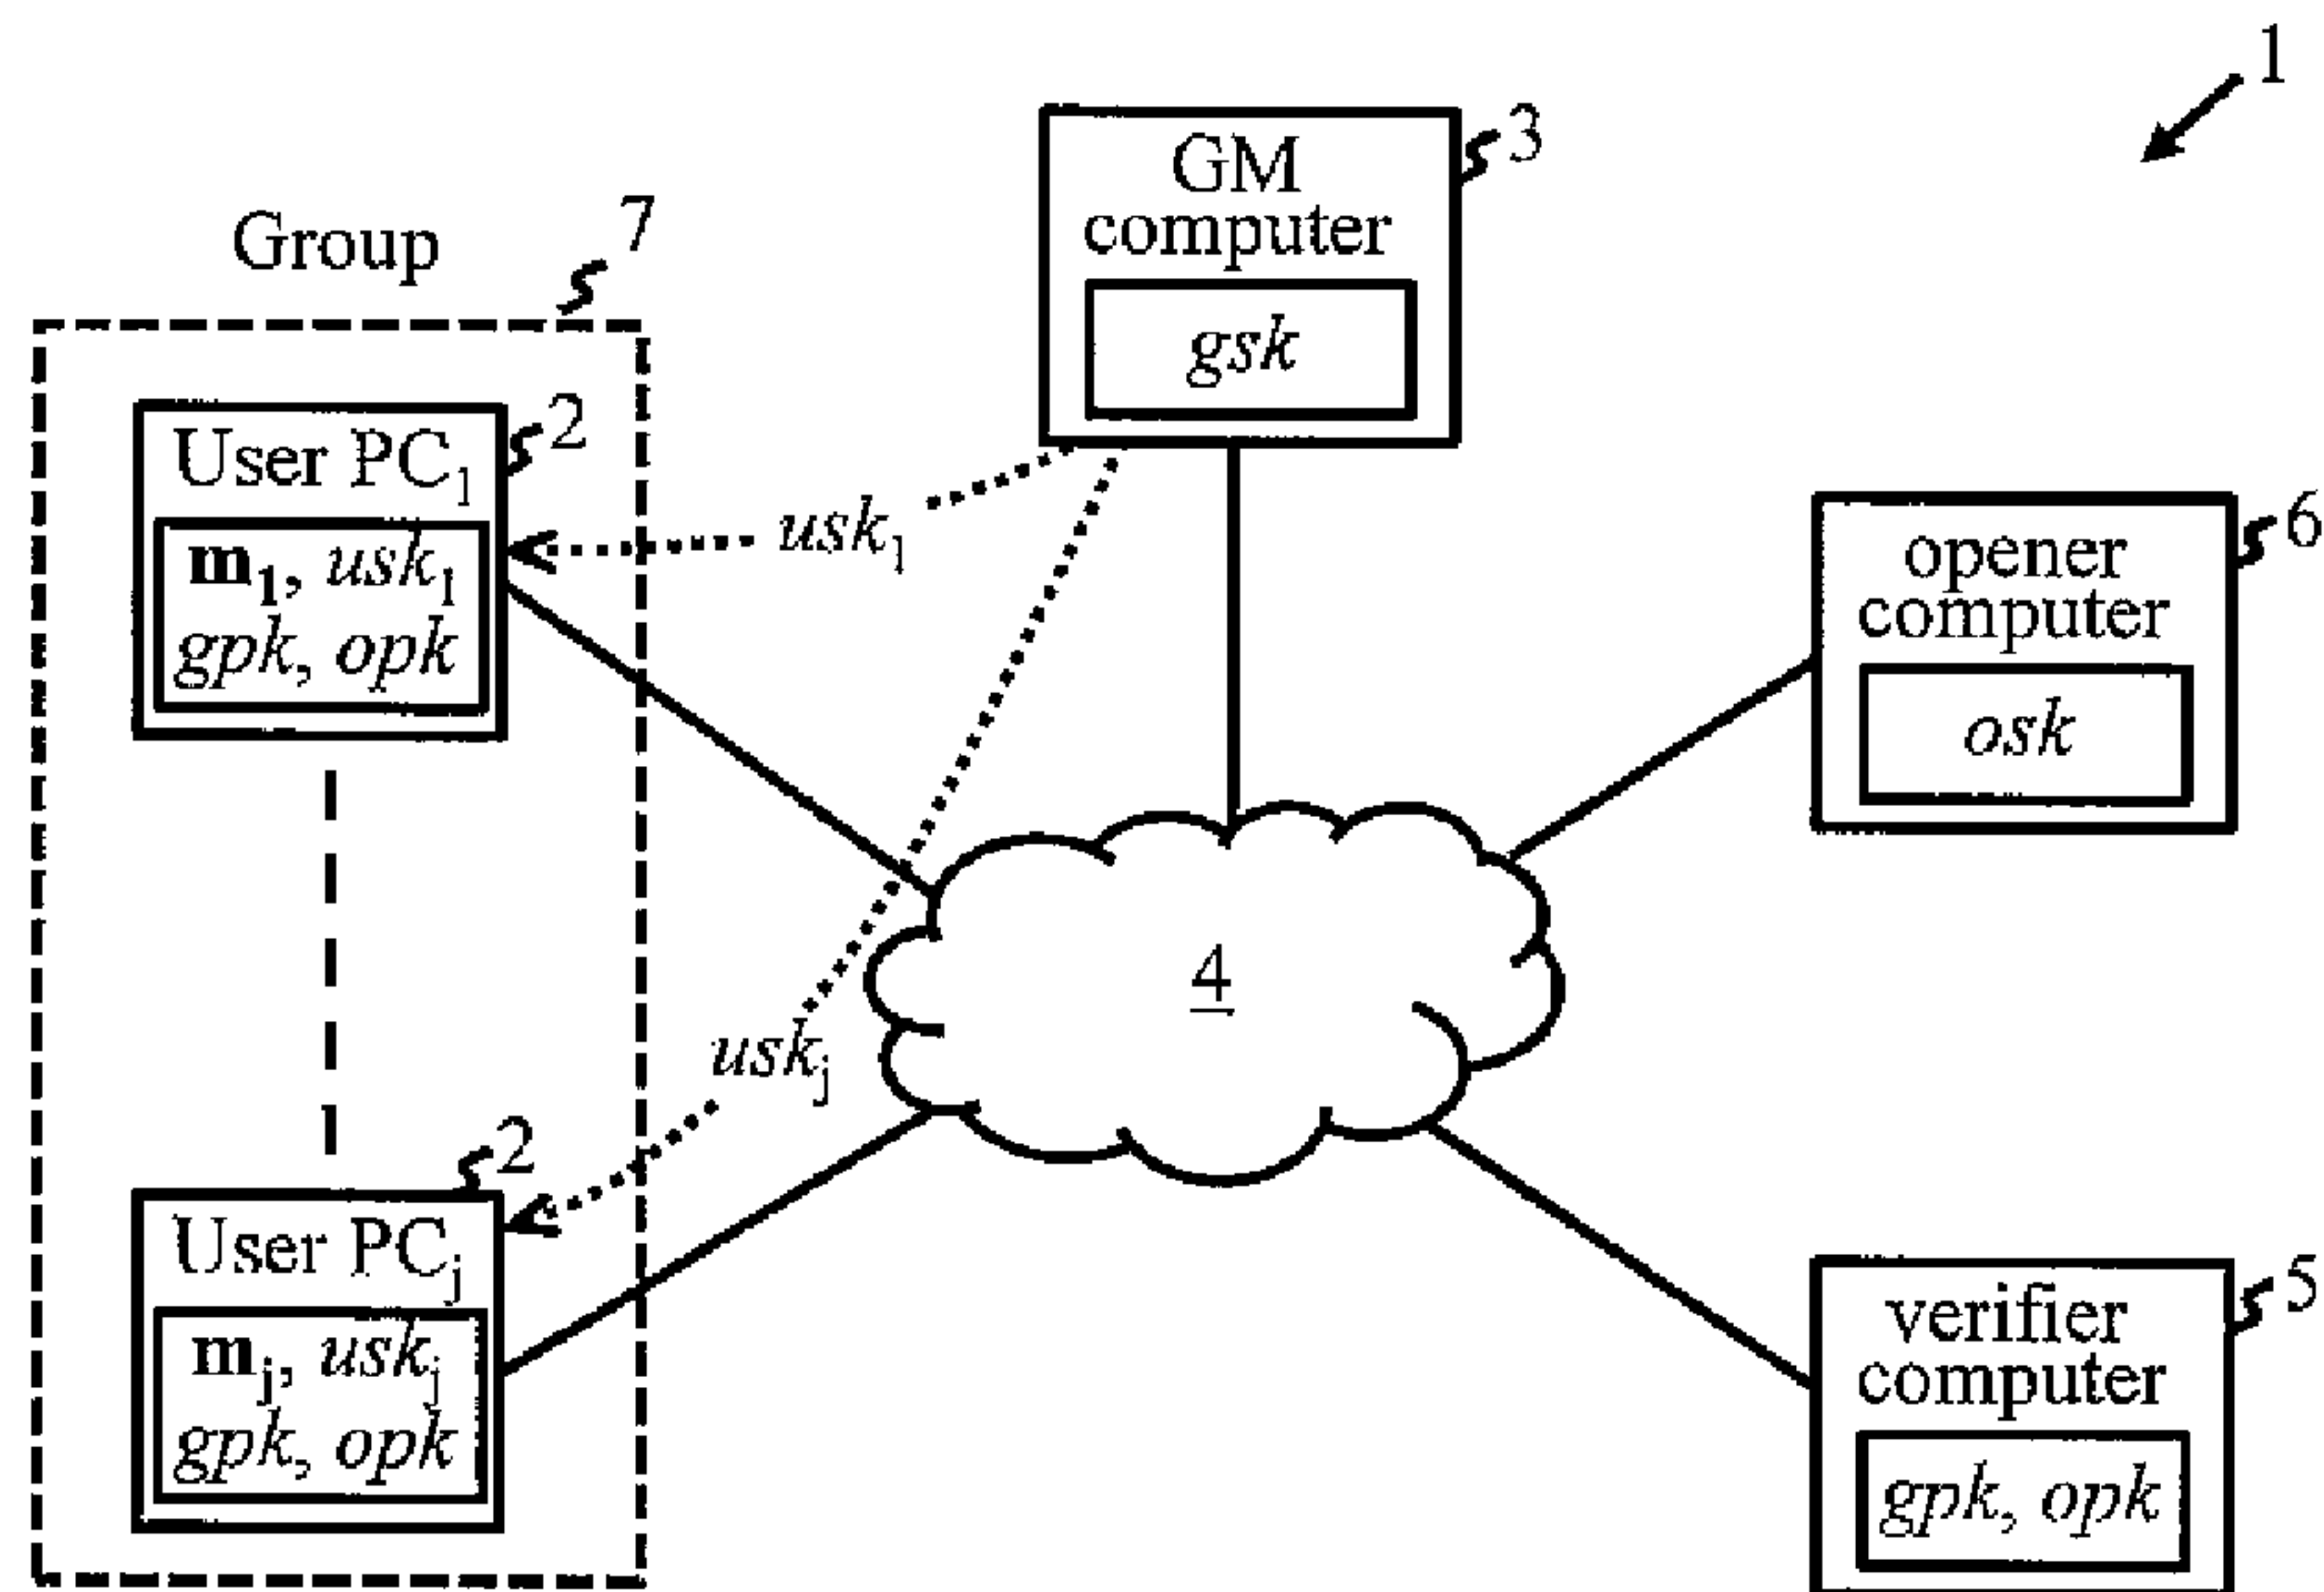 1
GM
computer
3
gsk
Group
7
User PC₁
2
m₁, usk₁
gpk, opk
usk₁
opener
computer
6
osk
4
uskⱼ
User PCⱼ
2
mⱼ, uskⱼ
gpk, opk
verifier
computer
5
gpk, opk